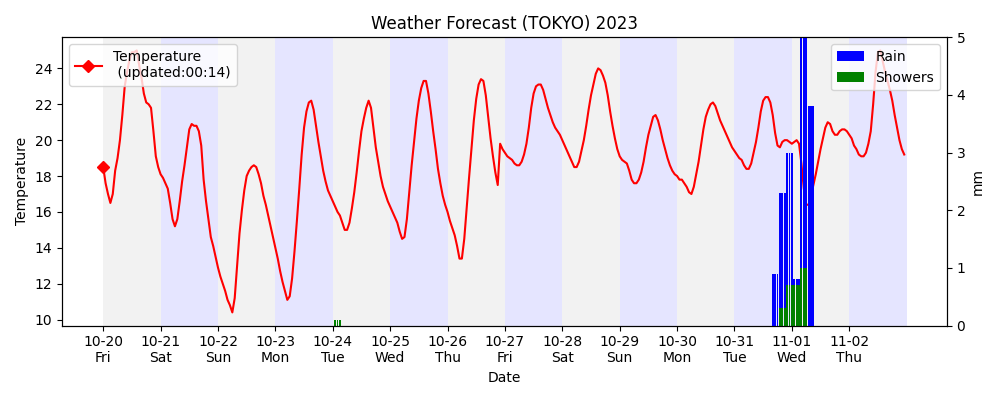 Weather Forecast (TOKYO) 2023
Temperature
(updated:00:14)
Rain
Showers
Temperature
24
22
20
18
16
14
12
10
5
4
3
2
1
0
mm
10-20 10-21 10-22 10-23 10-24 10-25 10-26 10-27 10-28 10-29 10-30 10-31 11-01 11-02
Fri Sat Sun Mon Tue Wed Thu Fri Sat Sun Mon Tue Wed Thu
Date